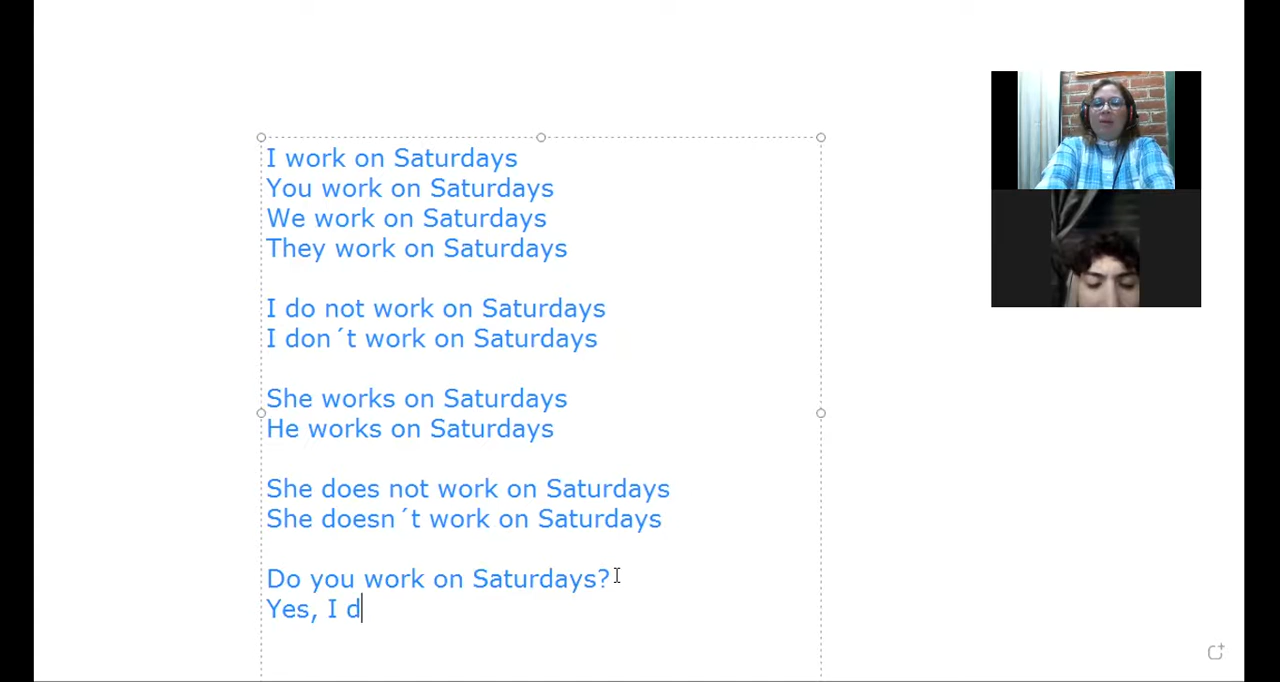 I work on Saturdays
You work on Saturdays
We work on Saturdays
They work on Saturdays
I do not work on Saturdays
I don´t work on Saturdays
She works on Saturdays
He works on Saturdays
She does not work on Saturdays
She doesn´t work on Saturdays
Do you work on Saturdays?
Yes, I d